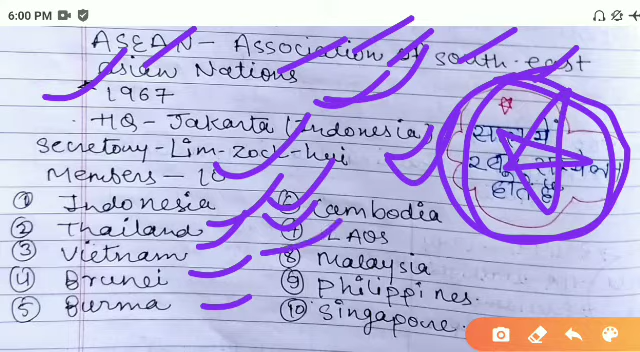 6:00 PM
ASEAN - Association of south-east
Asian Nations
1967
HQ - Jakarta (Indonesia)
Secretory - Lim-Zock-hui
Members - 10
① Indonesia
② Thailand
③ Vietnam
④ Brunei
⑤ Burma
⑥ Cambodia
⑦ LAOS
⑧ Malaysia
⑨ Philippines.
⑩ Singapore.